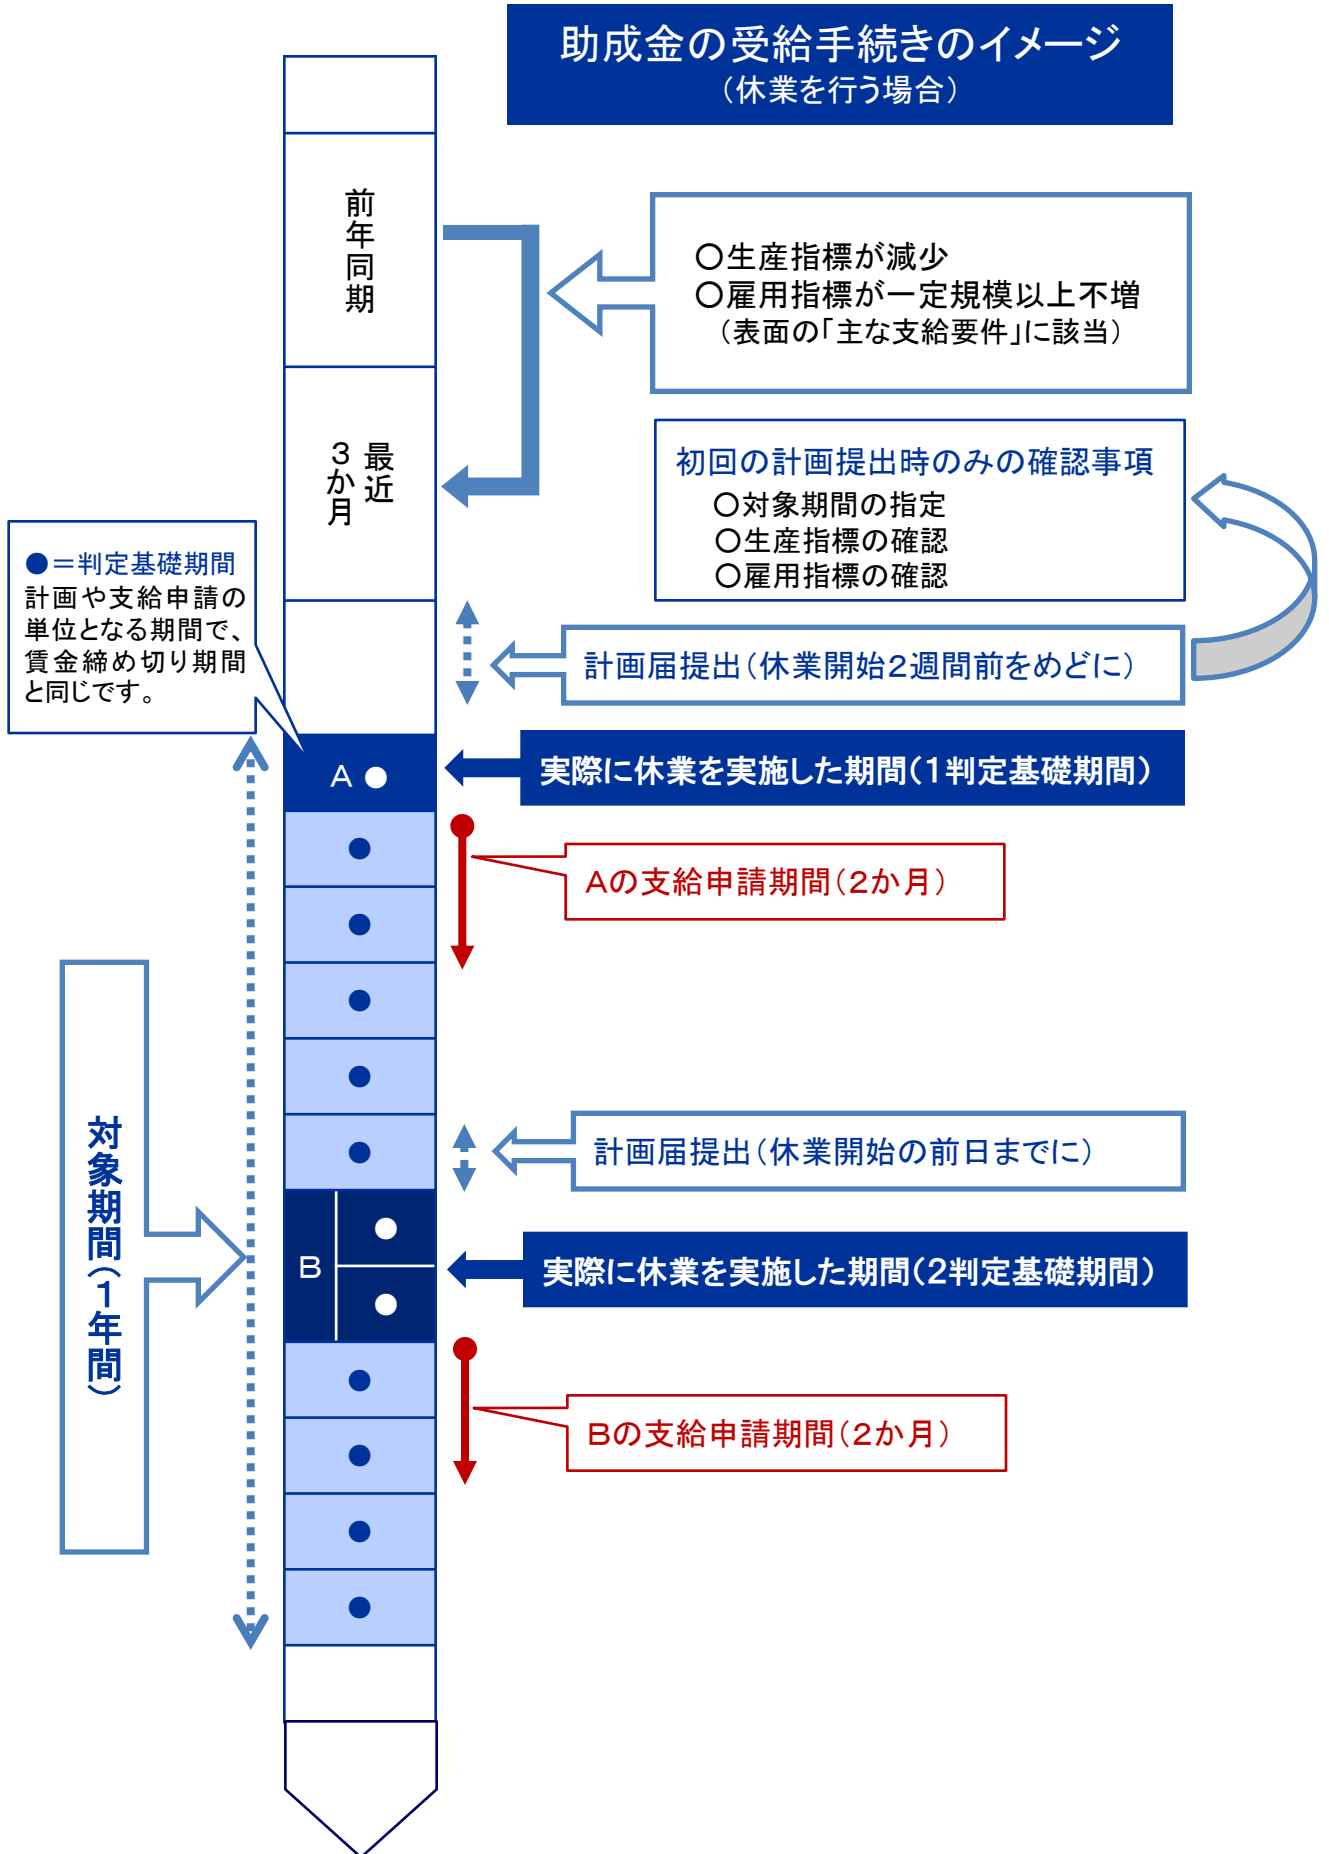 助成金の受給手続きのイメージ
（休業を行う場合）
前年同期
○生産指標が減少
○雇用指標が一定規模以上不増
（表面の「主な支給要件」に該当）
最近
３か月
初回の計画提出時のみの確認事項
○対象期間の指定
○生産指標の確認
○雇用指標の確認
●＝判定基礎期間
計画や支給申請の
単位となる期間で、
賃金締め切り期間
と同じです。
計画届提出（休業開始２週間前をめどに）
A ●
実際に休業を実施した期間（１判定基礎期間）
●
Aの支給申請期間（２か月）
●
●
●
●
計画届提出（休業開始の前日までに）
対象期間（１年間）
B
●
●
実際に休業を実施した期間（２判定基礎期間）
●
Bの支給申請期間（２か月）
●
●
●